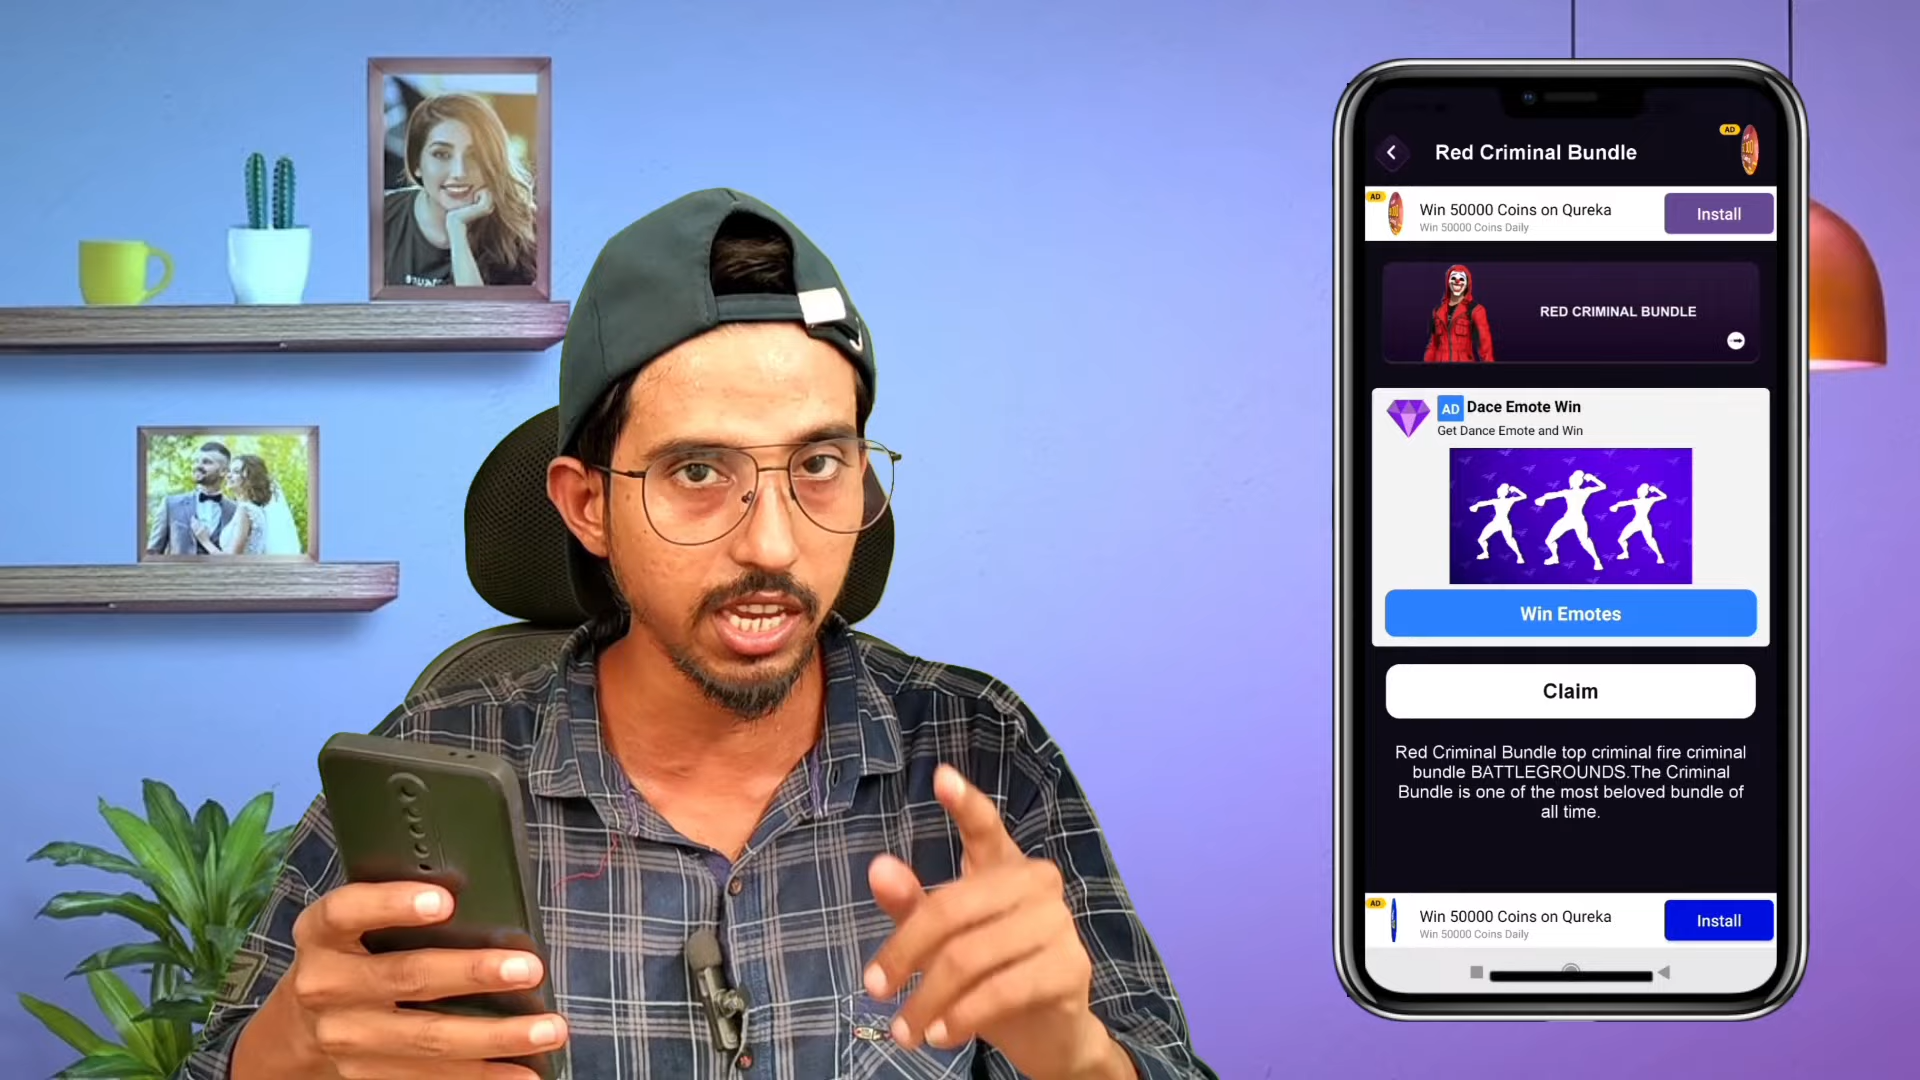 Red Criminal Bundle
AD
AD
Win 50000 Coins on Qureka
Win 50000 Coins Daily
Install
RED CRIMINAL BUNDLE
AD Dace Emote Win
Get Dance Emote and Win
Win Emotes
Claim
Red Criminal Bundle top criminal fire criminal
bundle BATTLEGROUNDS.The Criminal
Bundle is one of the most beloved bundle of
all time.
AD
Win 50000 Coins on Qureka
Win 50000 Coins Daily
Install